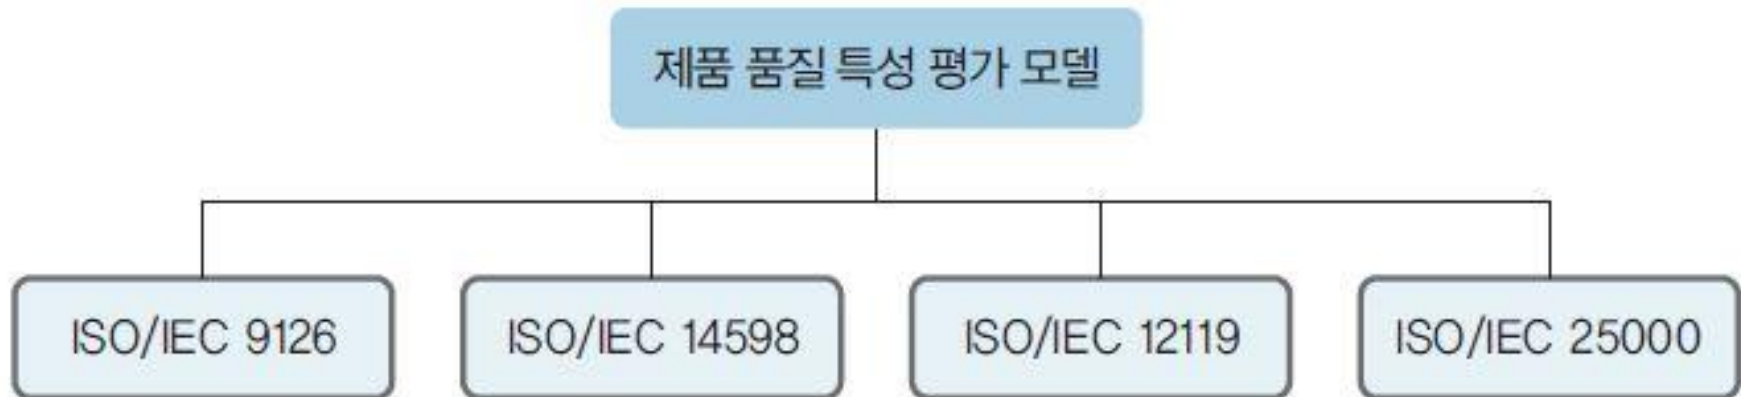 제품 품질 특성 평가 모델
ISO/IEC 9126
ISO/IEC 14598
ISO/IEC 12119
ISO/IEC 25000